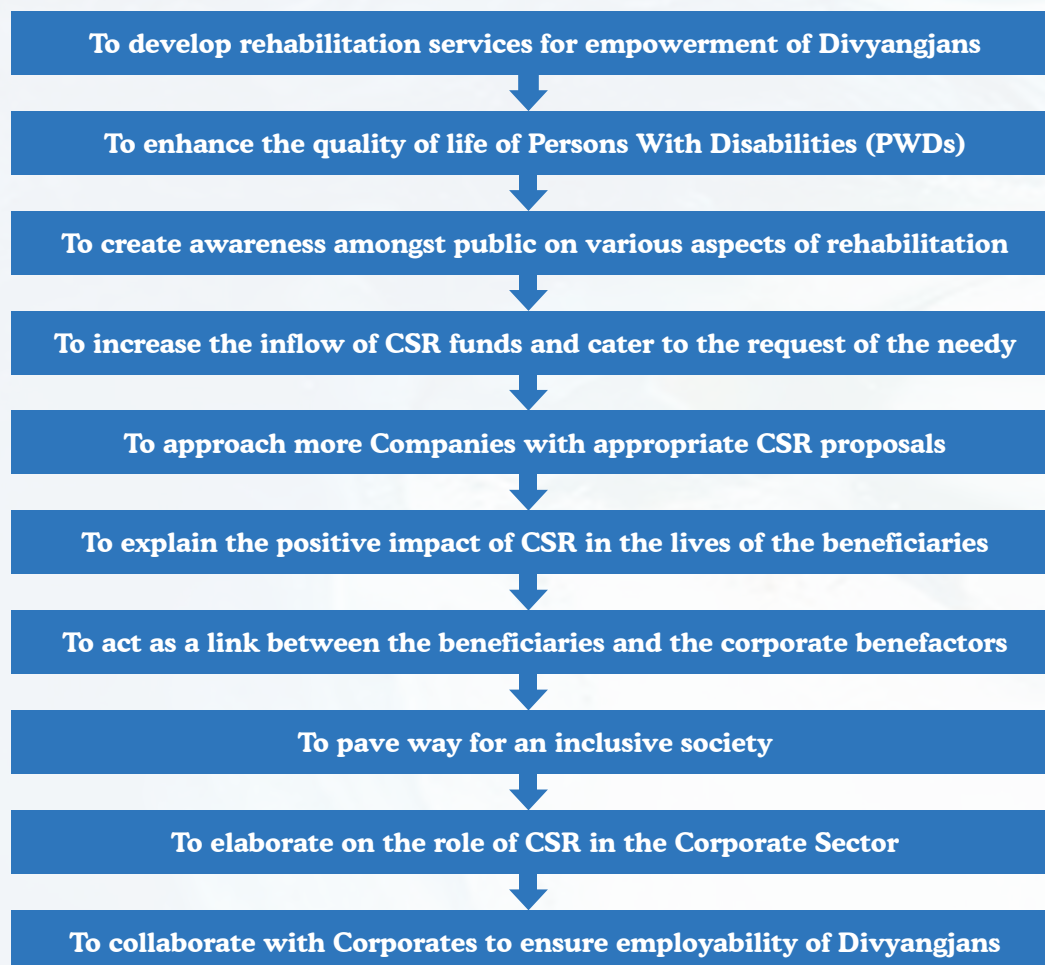 To develop rehabilitation services for empowerment of Divyangjans
To enhance the quality of life of Persons With Disabilities (PWDs)
To create awareness amongst public on various aspects of rehabilitation
To increase the inflow of CSR funds and cater to the request of the needy
To approach more Companies with appropriate CSR proposals
To explain the positive impact of CSR in the lives of the beneficiaries
To act as a link between the beneficiaries and the corporate benefactors
To pave way for an inclusive society
To elaborate on the role of CSR in the Corporate Sector
To collaborate with Corporates to ensure employability of Divyangjans